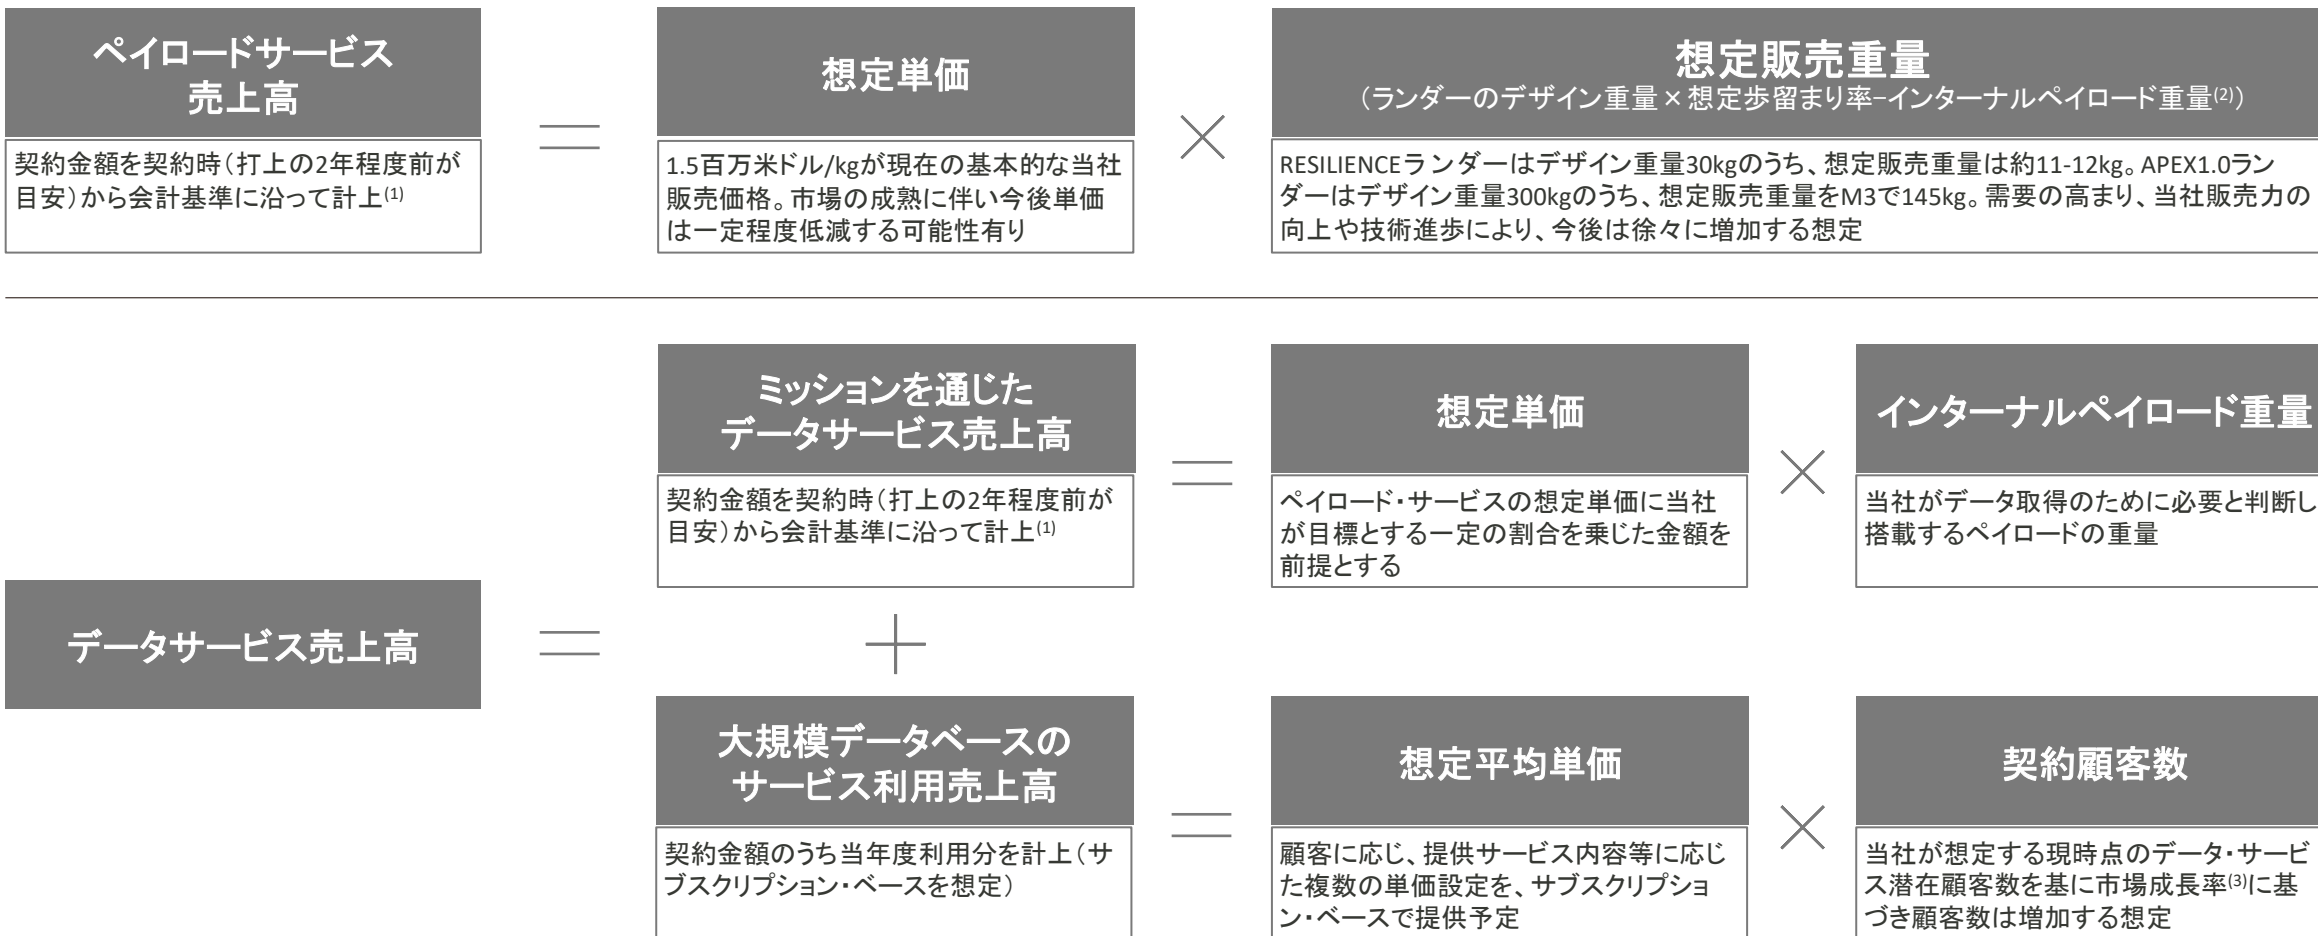 ペイロードサービス
売上高
想定単価
想定販売重量
（ランダーのデザイン重量×想定歩留まり率−インターナルペイロード重量(2)）
契約金額を契約時（打上の2年程度前が
目安）から会計基準に沿って計上(1)
1.5百万米ドル/kgが現在の基本的な当社
販売価格。市場の成熟に伴い今後単価
は一定程度低減する可能性有り
RESILIENCEランダーはデザイン重量30kgのうち、想定販売重量は約11-12kg。APEX1.0ラン
ダーはデザイン重量300kgのうち、想定販売重量をM3で145kg。需要の高まり、当社販売力の
向上や技術進歩により、今後は徐々に増加する想定
ミッションを通じた
データサービス売上高
想定単価
インターナルペイロード重量
契約金額を契約時（打上の2年程度前が
目安）から会計基準に沿って計上(1)
ペイロード・サービスの想定単価に当社
が目標とする一定の割合を乗じた金額を
前提とする
当社がデータ取得のために必要と判断し
搭載するペイロードの重量
データサービス売上高
大規模データベースの
サービス利用売上高
想定平均単価
契約顧客数
契約金額のうち当年度利用分を計上（サ
ブスクリプション・ベースを想定）
顧客に応じ、提供サービス内容等に応じ
た複数の単価設定を、サブスクリプショ
ン・ベースで提供予定
当社が想定する現時点のデータ・サービ
ス潜在顧客数を基に市場成長率(3)に基
づき顧客数は増加する想定